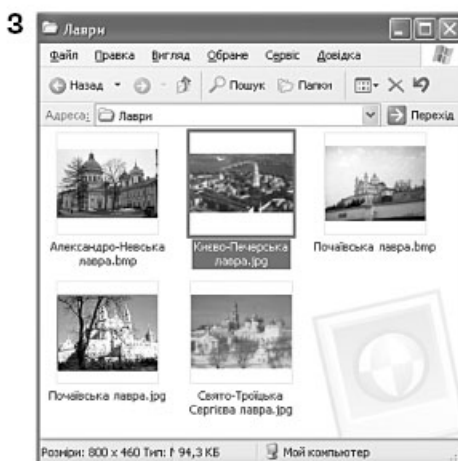 3
Лаври
Файл Правка Вигляд Обране Сервіс Довідка
Назад Пошук Папки
Адреса: Лаври Перехід
Александро-Невська
лавра.bmp
Києво-Печерська
лавра.jpg
Почаївська лавра.bmp
Почаївська лавра.jpg
Свято-Троїцька
Сергієва лавра.jpg
Розміри: 800 x 460 Тип: 94,3 КБ Мой компьютер